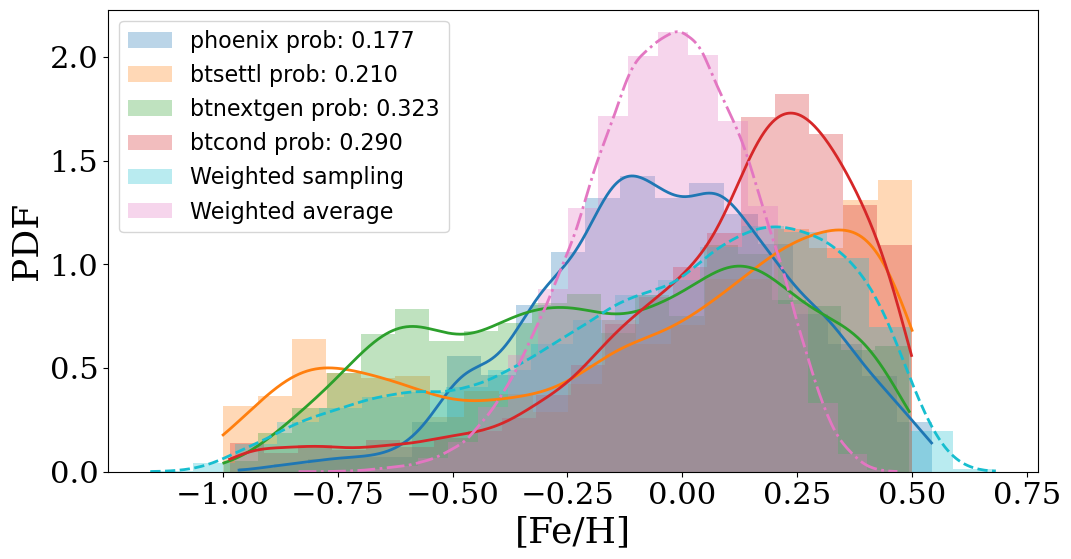 phoenix prob: 0.177
btsettl prob: 0.210
btnextgen prob: 0.323
btcond prob: 0.290
Weighted sampling
Weighted average
PDF
2.0
1.5
1.0
0.5
0.0
−1.00 −0.75 −0.50 −0.25 0.00 0.25 0.50 0.75
[Fe/H]